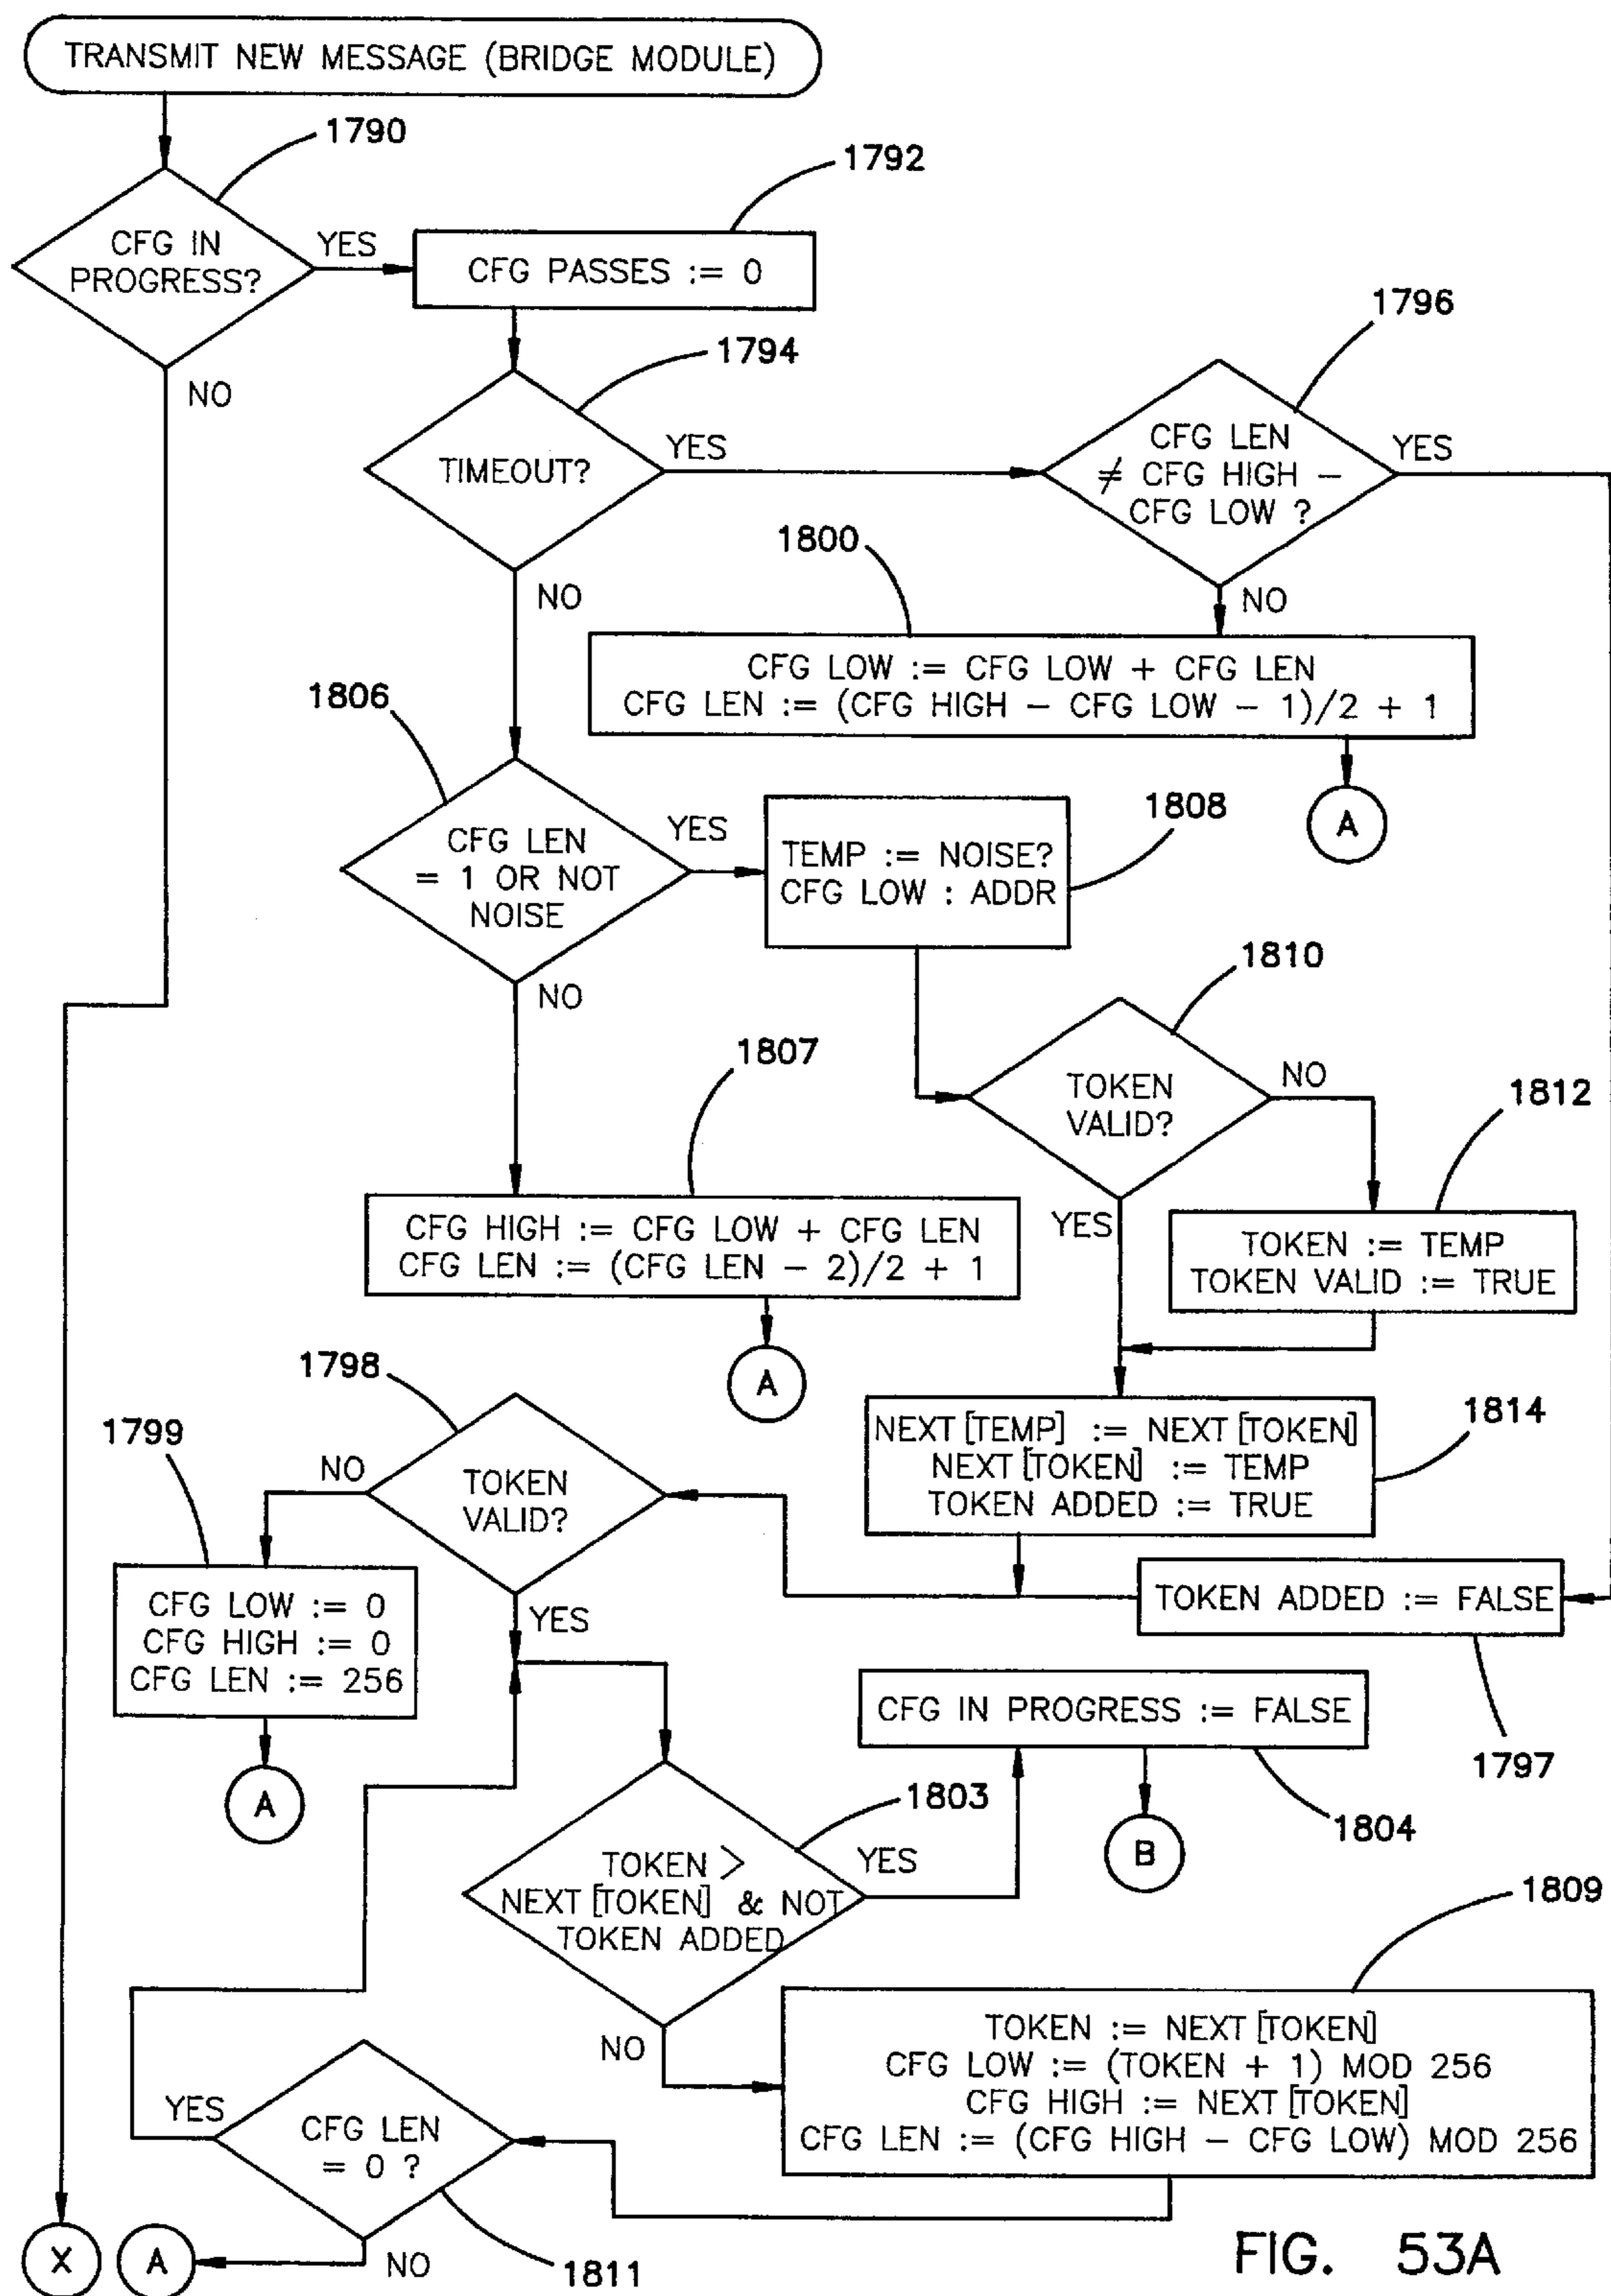 TRANSMIT NEW MESSAGE (BRIDGE MODULE)
1790
CFG IN
PROGRESS?
YES
NO
1792
CFG PASSES := 0
1794
TIMEOUT?
YES
NO
1796
CFG LEN
≠ CFG HIGH –
CFG LOW ?
YES
NO
1800
CFG LOW := CFG LOW + CFG LEN
CFG LEN := (CFG HIGH – CFG LOW – 1)/2 + 1
A
1806
CFG LEN
= 1 OR NOT
NOISE
YES
NO
1808
TEMP := NOISE?
CFG LOW : ADDR
1810
TOKEN
VALID?
NO
YES
1812
TOKEN := TEMP
TOKEN VALID := TRUE
1807
CFG HIGH := CFG LOW + CFG LEN
CFG LEN := (CFG LEN – 2)/2 + 1
A
1814
NEXT [TEMP] := NEXT [TOKEN]
NEXT [TOKEN] := TEMP
TOKEN ADDED := TRUE
1798
TOKEN
VALID?
NO
YES
1799
CFG LOW := 0
CFG HIGH := 0
CFG LEN := 256
A
TOKEN ADDED := FALSE
1797
CFG IN PROGRESS := FALSE
1804
B
1803
TOKEN >
NEXT [TOKEN] & NOT
TOKEN ADDED
YES
NO
1809
TOKEN := NEXT [TOKEN]
CFG LOW := (TOKEN + 1) MOD 256
CFG HIGH := NEXT [TOKEN]
CFG LEN := (CFG HIGH – CFG LOW) MOD 256
CFG LEN
= 0 ?
YES
NO
1811
X
A
FIG. 53A